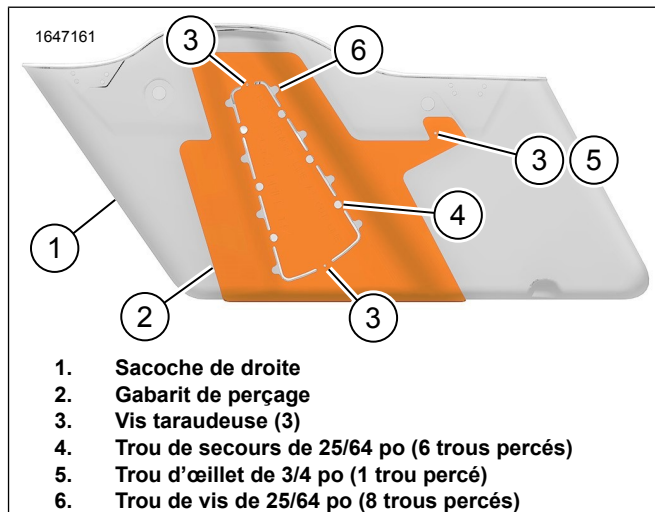 1647161
3
6
3
5
4
1
2
3
1. Sacoche de droite
2. Gabarit de perçage
3. Vis taraudeuse (3)
4. Trou de secours de 25/64 po (6 trous percés)
5. Trou d’œillet de 3/4 po (1 trou percé)
6. Trou de vis de 25/64 po (8 trous percés)